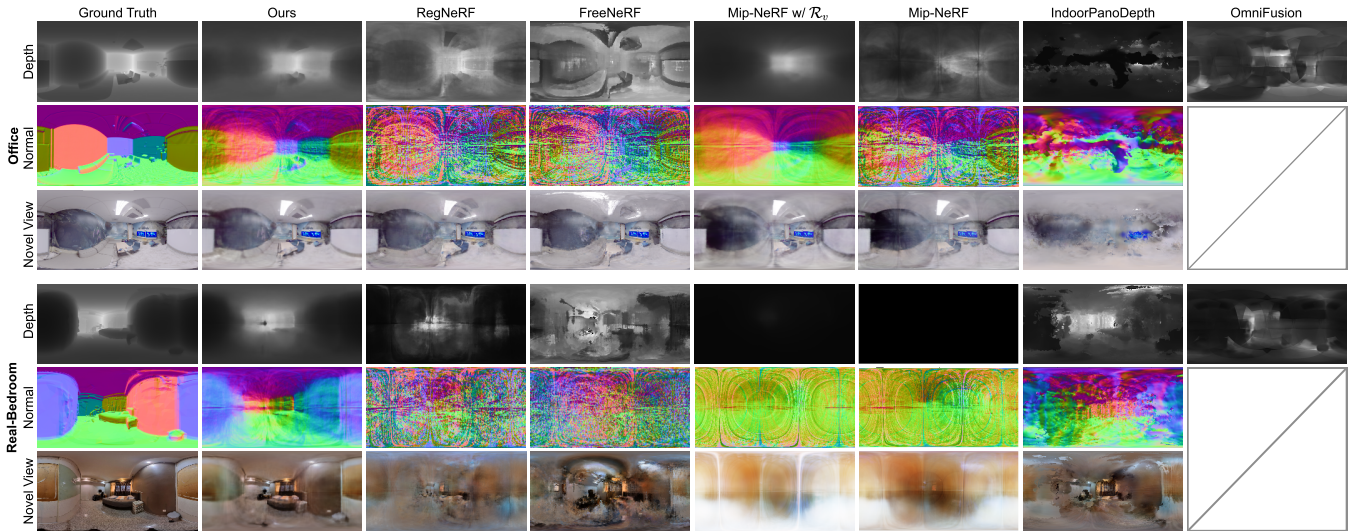 Ground Truth Ours RegNeRF FreeNeRF Mip-NeRF w/ ℛᵥ Mip-NeRF IndoorPanoDepth OmniFusion
Office
Depth
Normal
Novel View
Real-Bedroom
Depth
Normal
Novel View